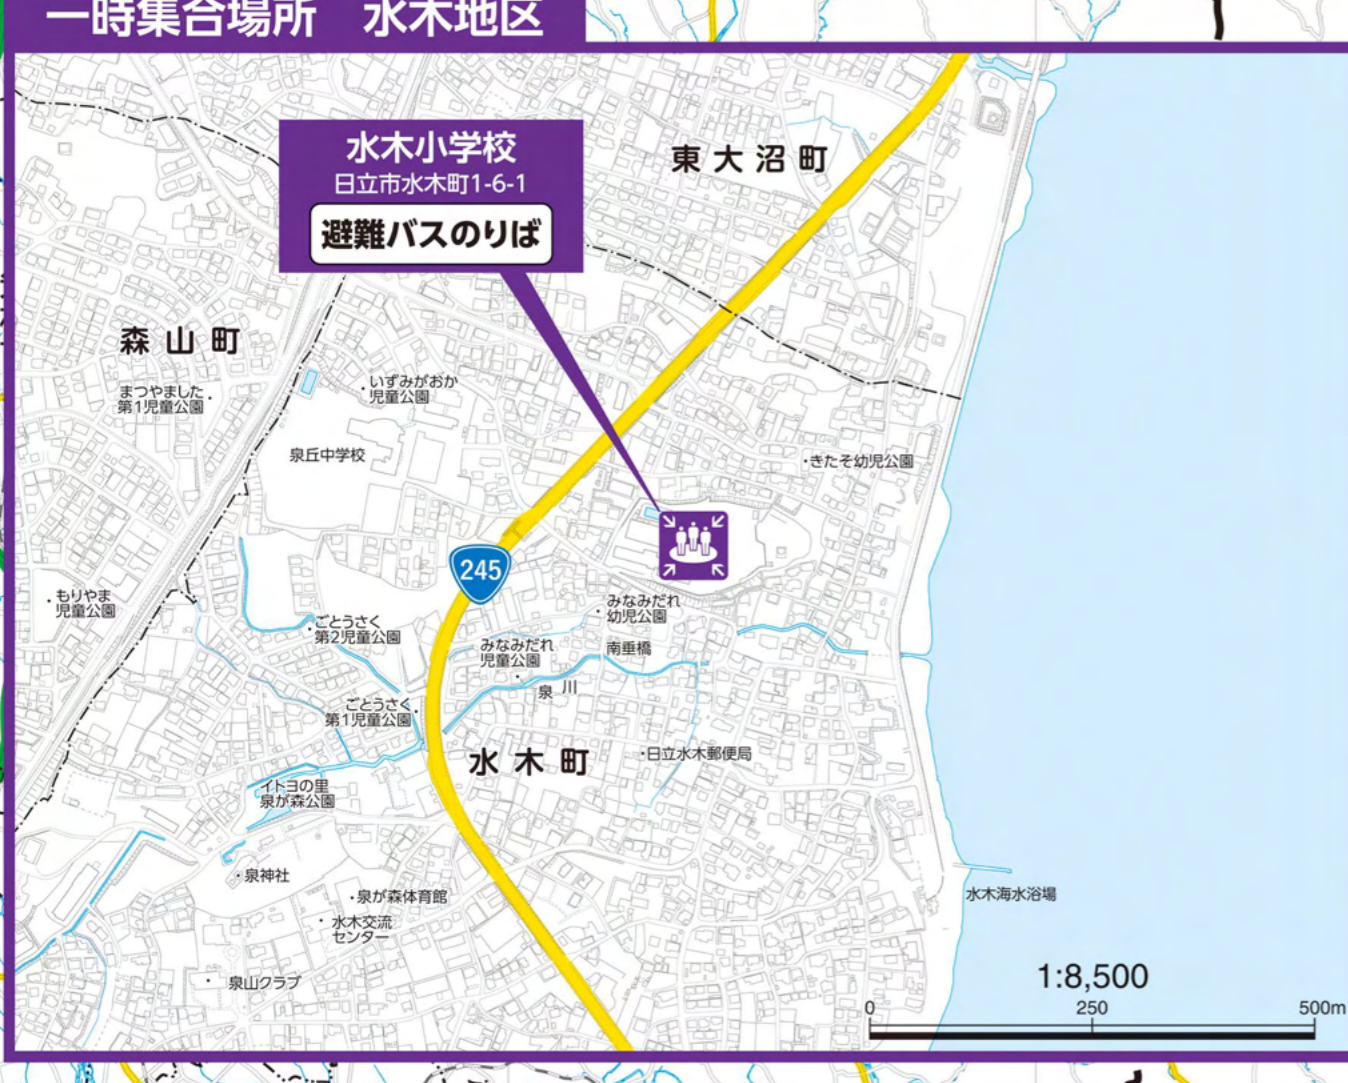 一時集合場所　水木地区
水木小学校
日立市水木町1-6-1
避難バスのりば
東大沼町
森山町
まつやました
第1児童公園
いずみがおか
児童公園
泉丘中学校
きたそ幼児公園
245
もりやま
児童公園
みなみだれ
幼児公園
ごとうさく
第2児童公園
みなみだれ
児童公園
南垂橋
泉川
ごとうさく
第1児童公園
水木町
日立水木郵便局
イトヨの里
泉が森公園
泉神社
泉が森体育館
水木海水浴場
水木交流
センター
泉山クラブ
1:8,500
0 250 500m